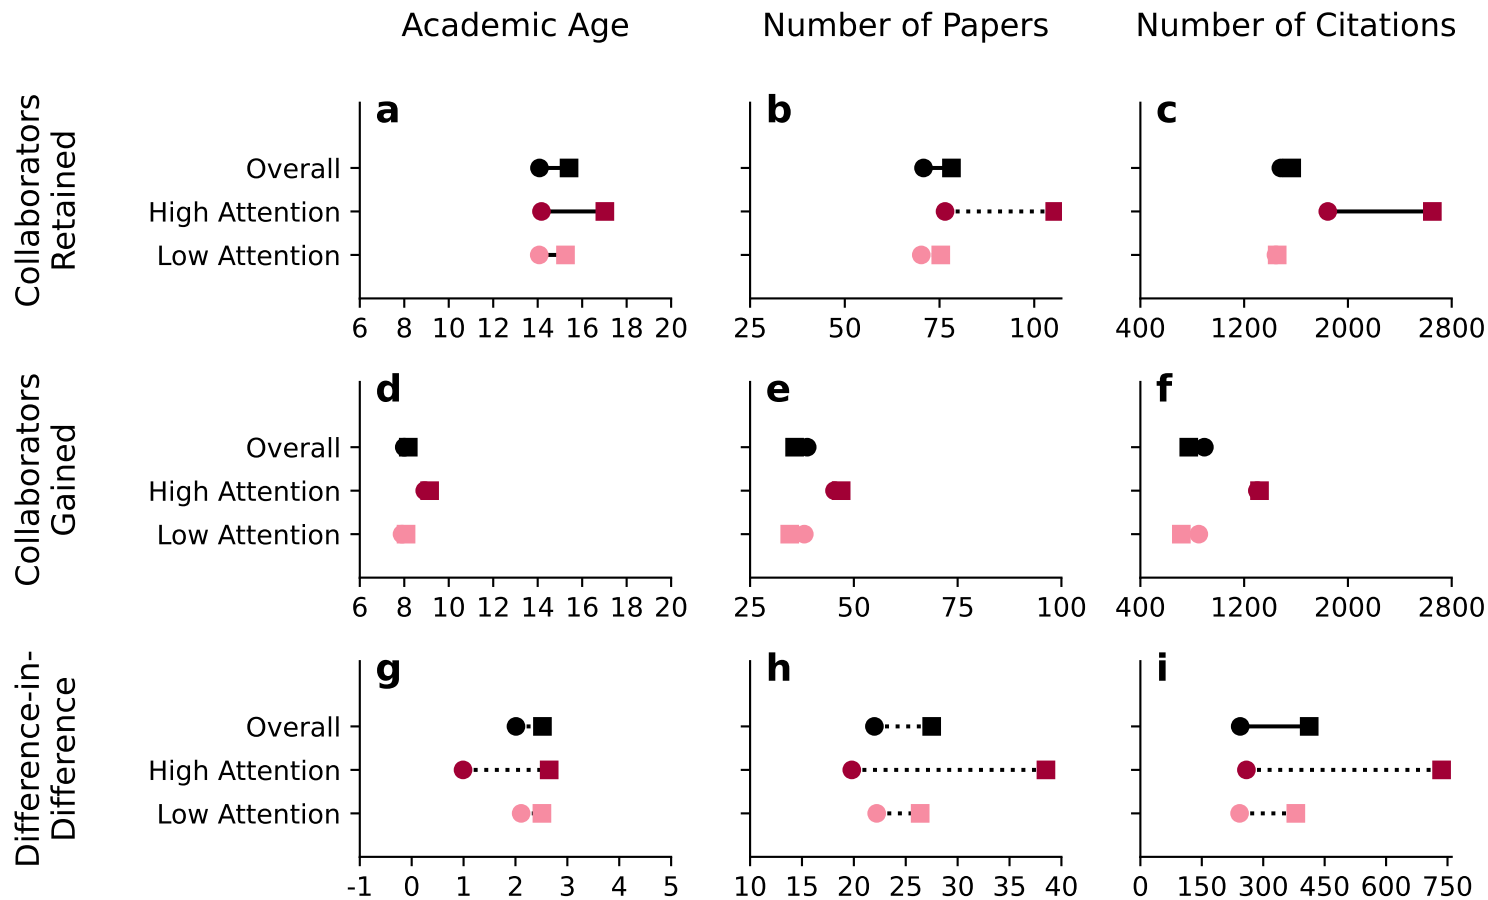 Academic Age
Number of Papers
Number of Citations
Collaborators
Retained
a
b
c
Overall
High Attention
Low Attention
6 8 10 12 14 16 18 20
25 50 75 100
400 1200 2000 2800
Collaborators
Gained
d
e
f
Overall
High Attention
Low Attention
6 8 10 12 14 16 18 20
25 50 75 100
400 1200 2000 2800
Difference-in-
Difference
g
h
i
Overall
High Attention
Low Attention
-1 0 1 2 3 4 5
10 15 20 25 30 35 40
0 150 300 450 600 750